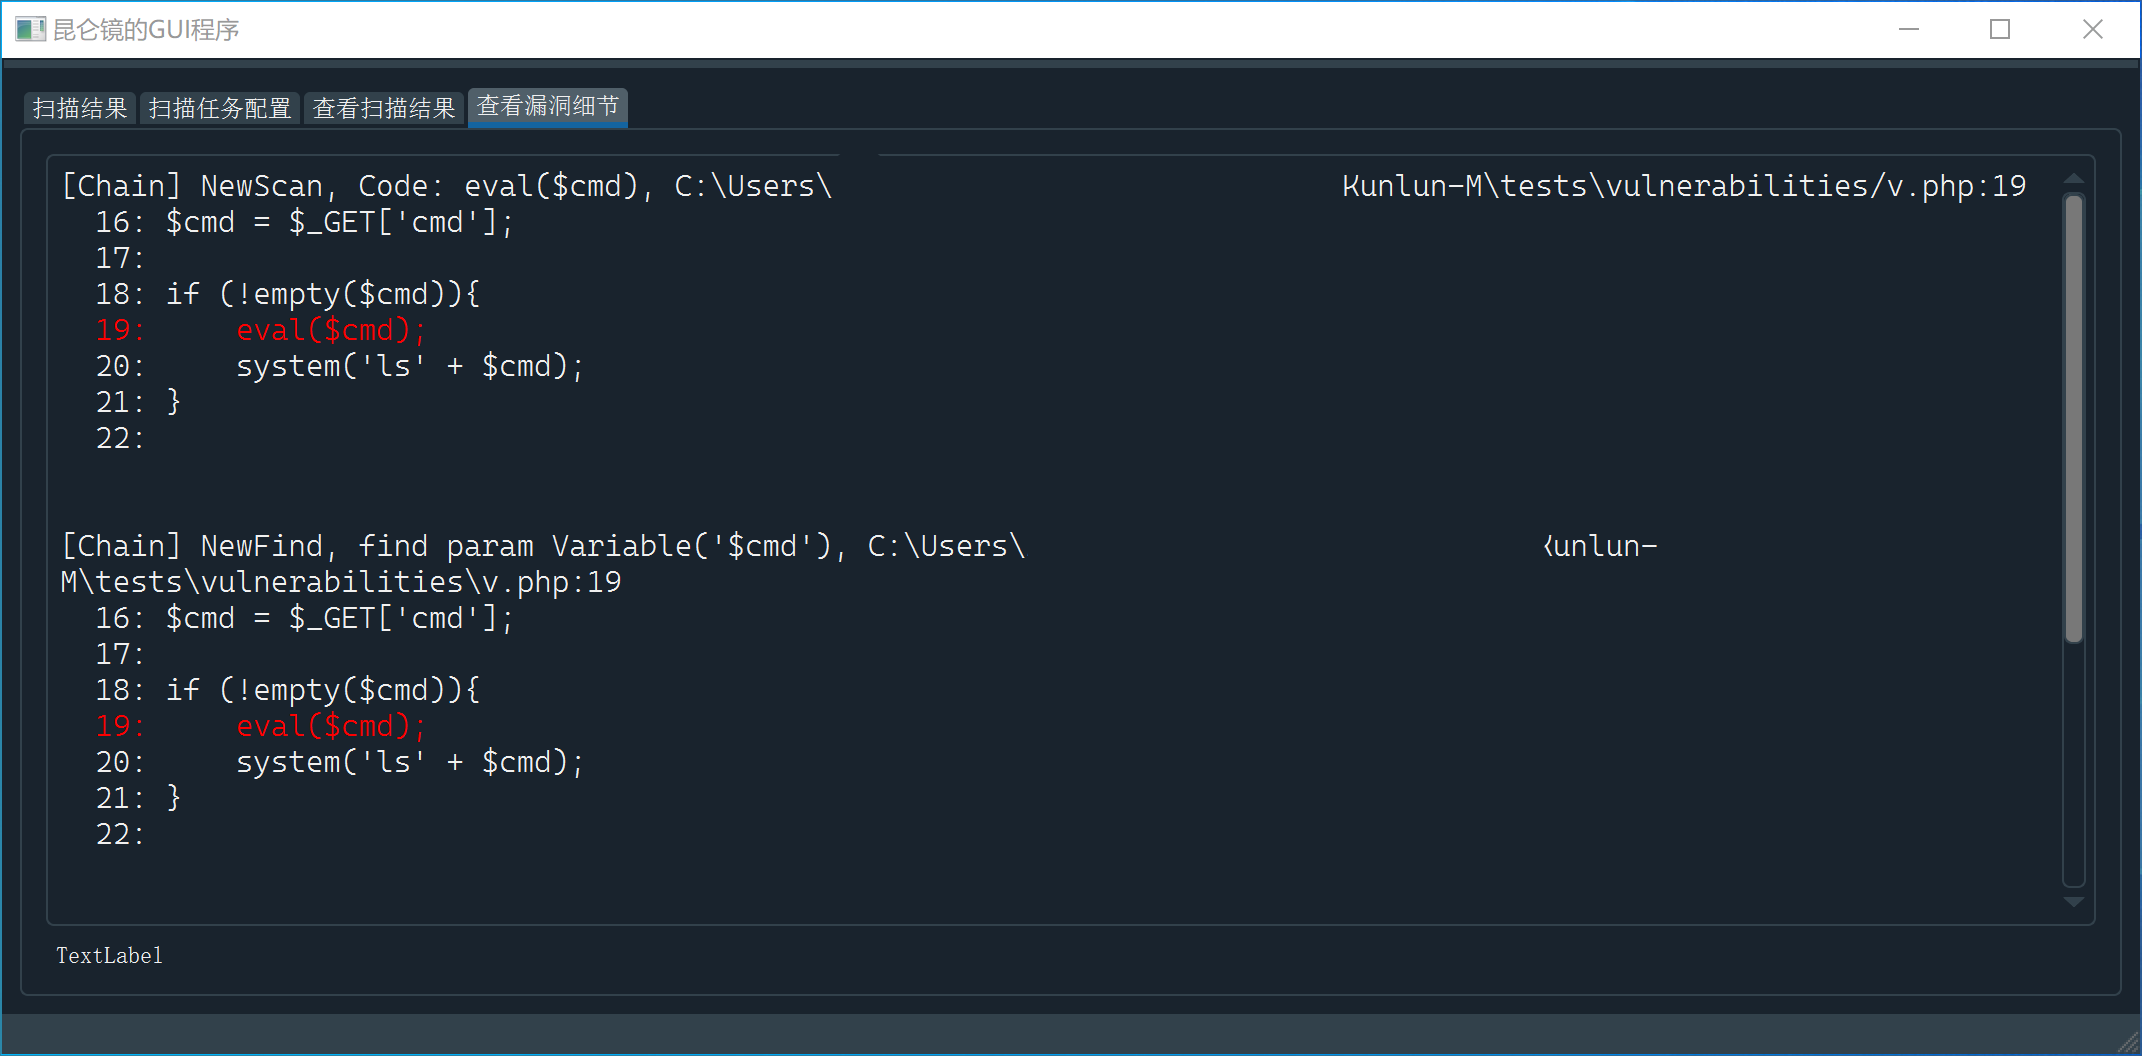 昆仑镜的GUI程序
扫描结果 扫描任务配置 查看扫描结果 查看漏洞细节
[Chain] NewScan, Code: eval($cmd), C:\Users\ Kunlun-M\tests\vulnerabilities/v.php:19
16: $cmd = $_GET['cmd'];
17:
18: if (!empty($cmd)){
19:     eval($cmd);
20:     system('ls' + $cmd);
21: }
22:
[Chain] NewFind, find param Variable('$cmd'), C:\Users\ Kunlun-
M\tests\vulnerabilities\v.php:19
16: $cmd = $_GET['cmd'];
17:
18: if (!empty($cmd)){
19:     eval($cmd);
20:     system('ls' + $cmd);
21: }
22:
TextLabel